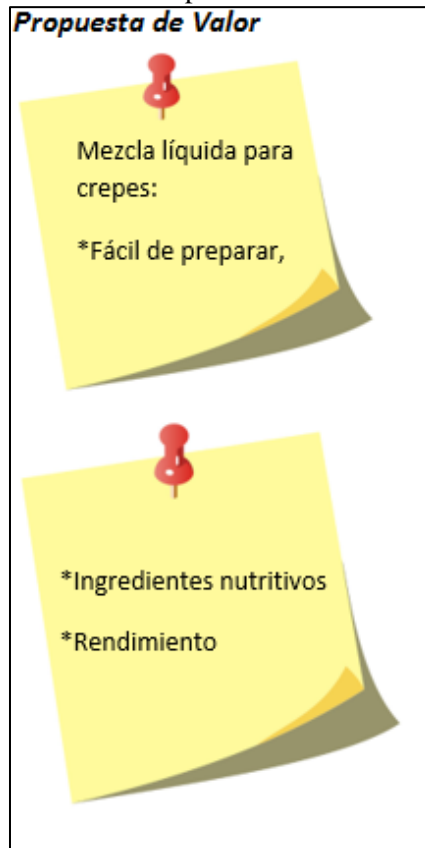 Propuesta de Valor
Mezcla líquida para
crepes:
*Fácil de preparar,
*Ingredientes nutritivos
*Rendimiento